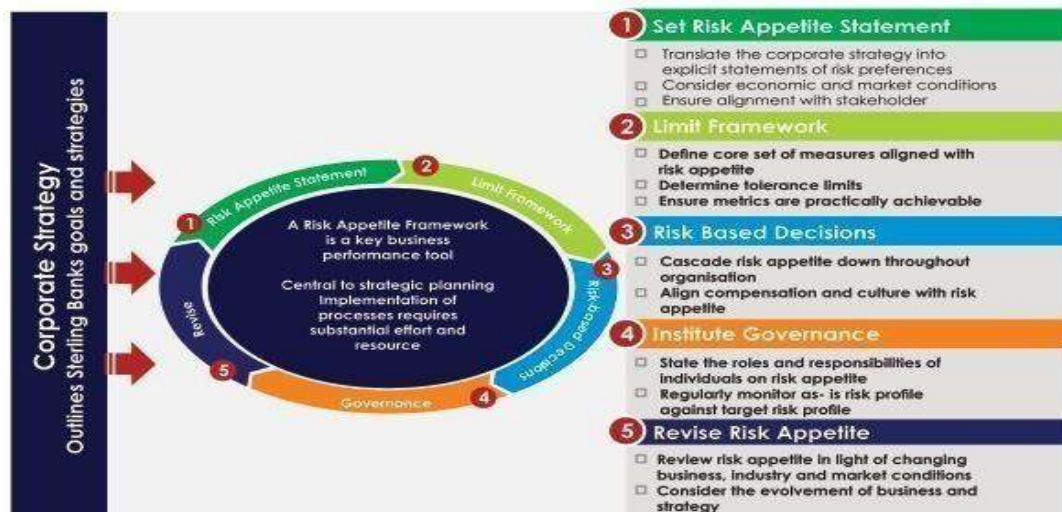 Corporate Strategy
Outlines Sterling Banks goals and strategies
1
Risk Appetite Statement
2
Limit Framework
3
Risk-based Decisions
4
Governance
5
Revise
A Risk Appetite Framework
is a key business
performance tool
Central to strategic planning
Implementation of
processes requires
substantial effort and
resource
1 Set Risk Appetite Statement
Translate the corporate strategy into
explicit statements of risk preferences
Consider economic and market conditions
Ensure alignment with stakeholder
2 Limit Framework
Define core set of measures aligned with
risk appetite
Determine tolerance limits
Ensure metrics are practically achievable
3 Risk Based Decisions
Cascade risk appetite down throughout
organisation
Align compensation and culture with risk
appetite
4 Institute Governance
State the roles and responsibilities of
individuals on risk appetite
Regularly monitor as- is risk profile
against target risk profile
5 Revise Risk Appetite
Review risk appetite in light of changing
business, industry and market conditions
Consider the evolvement of business and
strategy